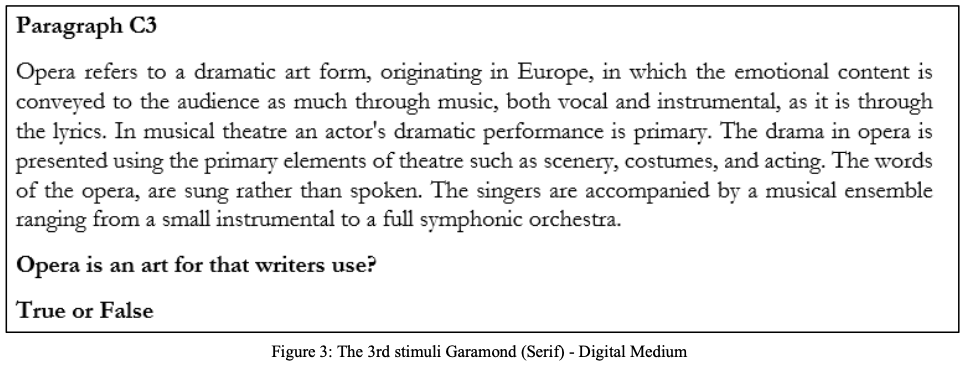 Paragraph C3
Opera refers to a dramatic art form, originating in Europe, in which the emotional content is
conveyed to the audience as much through music, both vocal and instrumental, as it is through
the lyrics. In musical theatre an actor's dramatic performance is primary. The drama in opera is
presented using the primary elements of theatre such as scenery, costumes, and acting. The words
of the opera, are sung rather than spoken. The singers are accompanied by a musical ensemble
ranging from a small instrumental to a full symphonic orchestra.
Opera is an art for that writers use?
True or False
Figure 3: The 3rd stimuli Garamond (Serif) - Digital Medium